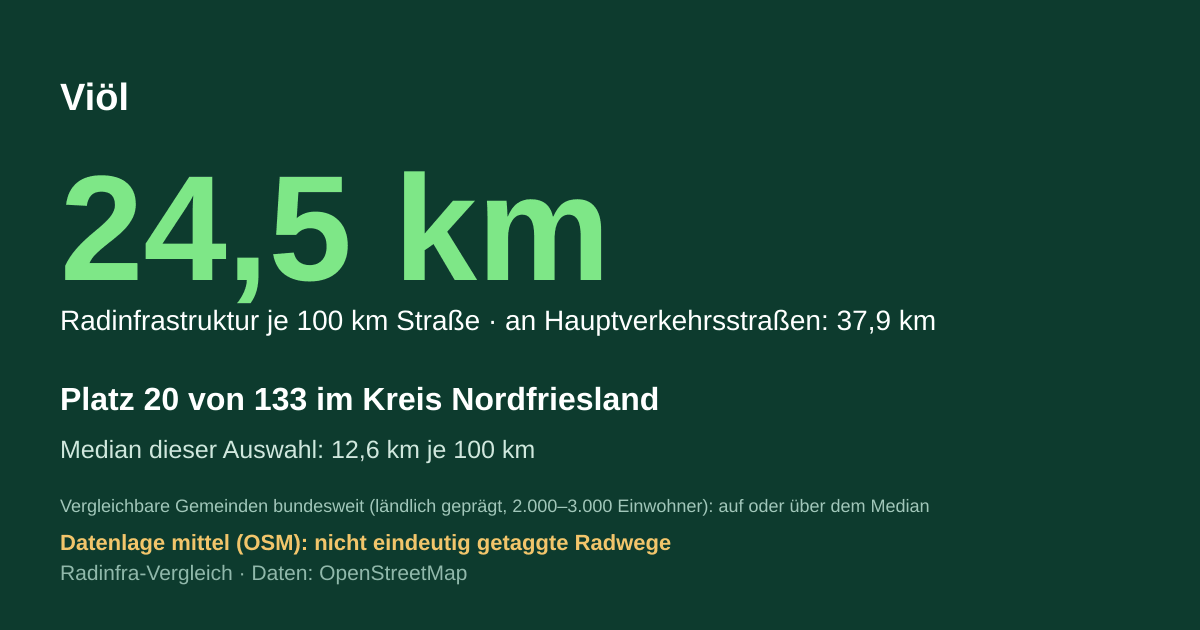 Viöl
24,5 km
Radinfrastruktur je 100 km Straße · an Hauptverkehrsstraßen: 37,9 km
Platz 20 von 133 im Kreis Nordfriesland
Median dieser Auswahl: 12,6 km je 100 km
Vergleichbare Gemeinden bundesweit (ländlich geprägt, 2.000–3.000 Einwohner): auf oder über dem Median
Datenlage mittel (OSM): nicht eindeutig getaggte Radwege
Radinfra-Vergleich · Daten: OpenStreetMap